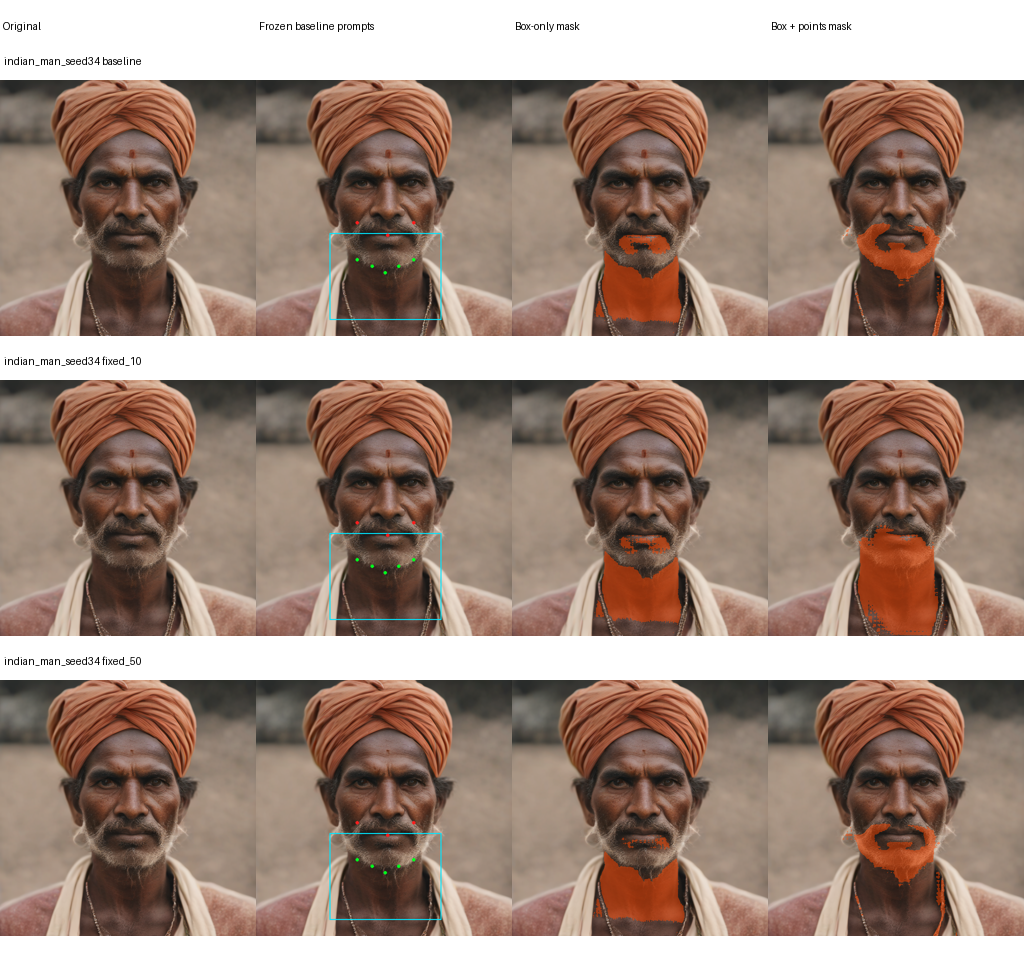 Original
Frozen baseline prompts
Box-only mask
Box + points mask
indian_man_seed34 baseline
indian_man_seed34 fixed_10
indian_man_seed34 fixed_50